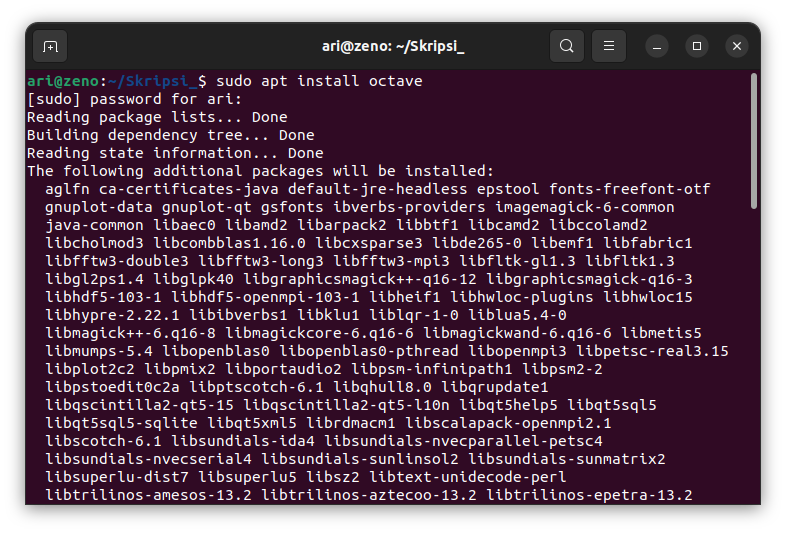 ari@zeno: ~/Skripsi_
ari@zeno:~/Skripsi_$ sudo apt install octave
[sudo] password for ari:
Reading package lists... Done
Building dependency tree... Done
Reading state information... Done
The following additional packages will be installed:
  aglfn ca-certificates-java default-jre-headless epstool fonts-freefont-otf
  gnuplot-data gnuplot-qt gsfonts ibverbs-providers imagemagick-6-common
  java-common libaec0 libamd2 libarpack2 libbtf1 libcamd2 libccolamd2
  libcholmod3 libcombblas1.16.0 libcxsparse3 libde265-0 libemf1 libfabric1
  libfftw3-double3 libfftw3-long3 libfftw3-mpi3 libfltk-gl1.3 libfltk1.3
  libgl2ps1.4 libglpk40 libgraphicsmagick++-q16-12 libgraphicsmagick-q16-3
  libhdf5-103-1 libhdf5-openmpi-103-1 libheif1 libhwloc-plugins libhwloc15
  libhypre-2.22.1 libibverbs1 libklu1 liblqr-1-0 liblua5.4-0
  libmagick++-6.q16-8 libmagickcore-6.q16-6 libmagickwand-6.q16-6 libmetis5
  libmumps-5.4 libopenblas0 libopenblas0-pthread libopenmpi3 libpetsc-real3.15
  libplot2c2 libpmix2 libportaudio2 libpsm-infinipath1 libpsm2-2
  libpstoedit0c2a libptscotch-6.1 libqhull8.0 libqrupdate1
  libqscintilla2-qt5-15 libqscintilla2-qt5-l10n libqt5help5 libqt5sql5
  libqt5sql5-sqlite libqt5xml5 librdmacm1 libscalapack-openmpi2.1
  libscotch-6.1 libsundials-ida4 libsundials-nvecparallel-petsc4
  libsundials-nvecserial4 libsundials-sunlinsol2 libsundials-sunmatrix2
  libsuperlu-dist7 libsuperlu5 libsz2 libtext-unidecode-perl
  libtrilinos-amesos-13.2 libtrilinos-aztecoo-13.2 libtrilinos-epetra-13.2